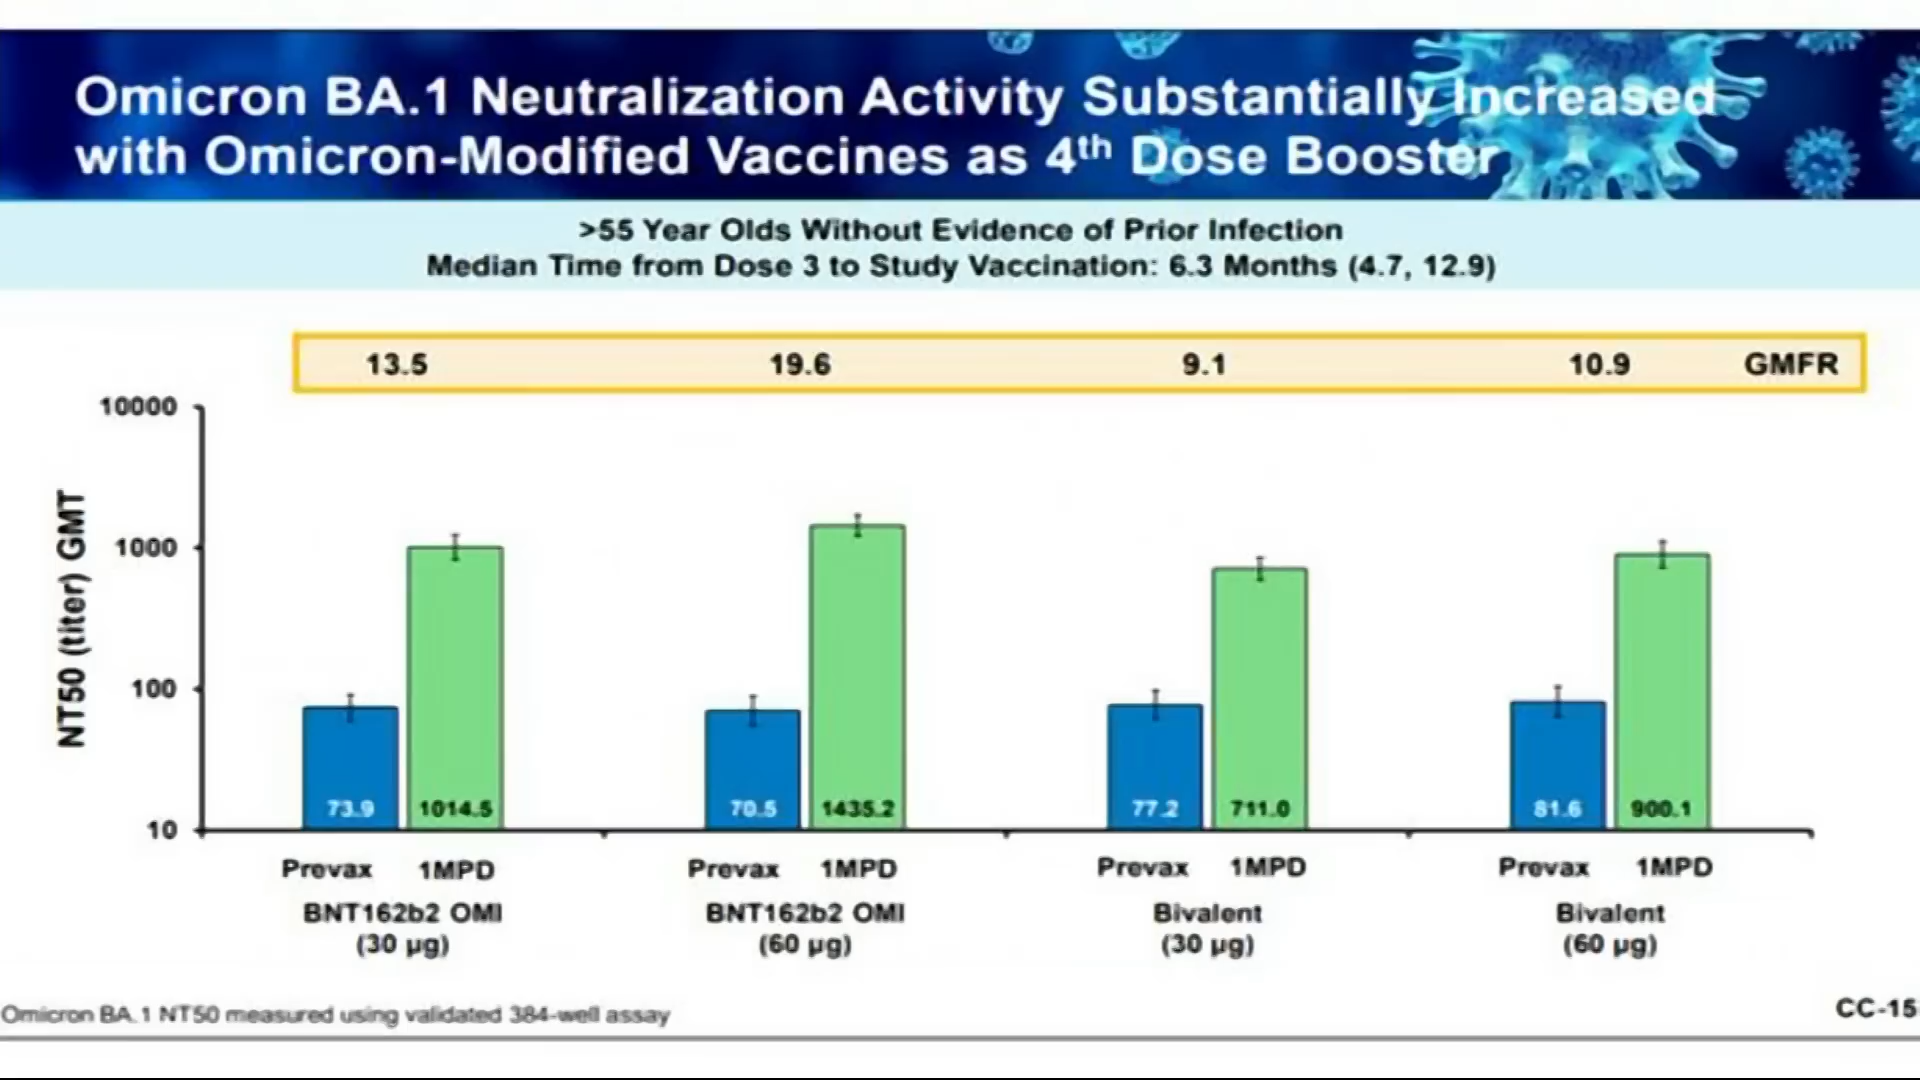 Omicron BA.1 Neutralization Activity Substantially Increased
with Omicron-Modified Vaccines as 4th Dose Booster
>55 Year Olds Without Evidence of Prior Infection
Median Time from Dose 3 to Study Vaccination: 6.3 Months (4.7, 12.9)
13.5 19.6 9.1 10.9 GMFR
10000
1000
100
10
NT50 (titer) GMT
73.9 1014.5 70.5 1435.2 77.2 711.0 81.6 900.1
Prevax 1MPD Prevax 1MPD Prevax 1MPD Prevax 1MPD
BNT162b2 OMI BNT162b2 OMI Bivalent Bivalent
(30 µg) (60 µg) (30 µg) (60 µg)
Omicron BA.1 NT50 measured using validated 384-well assay
CC-15